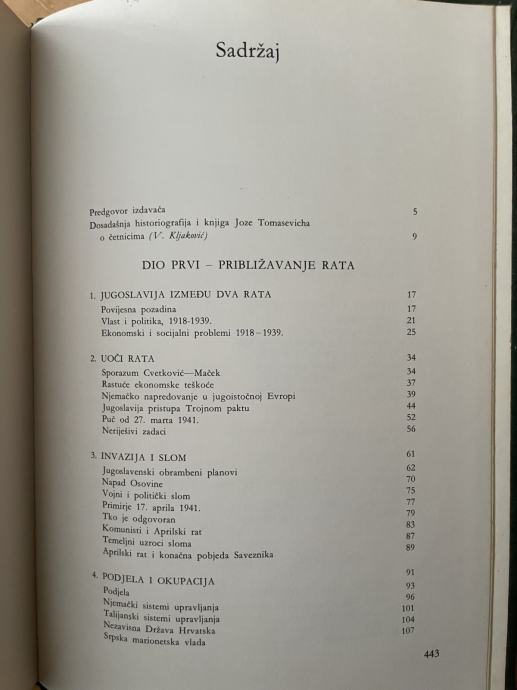 Sadržaj
Predgovor izdavača 5
Dosadašnja historiografija i knjiga Joze Tomasevicha
o četnicima (V. Kljaković) 9
DIO PRVI – PRIBLIŽAVANJE RATA
1. JUGOSLAVIJA IZMEĐU DVA RATA 17
Povijesna pozadina 17
Vlast i politika, 1918-1939. 21
Ekonomski i socijalni problemi 1918–1939. 25
2. UOČI RATA 34
Sporazum Cvetković—Maček 34
Rastuće ekonomske teškoće 37
Njemačko napredovanje u jugoistočnoj Evropi 39
Jugoslavija pristupa Trojnom paktu 44
Puč od 27. marta 1941. 52
Neriješivi zadaci 56
3. INVAZIJA I SLOM 61
Jugoslavenski obrambeni planovi 62
Napad Osovine 70
Vojni i politički slom 75
Primirje 17. aprila 1941. 77
Tko je odgovoran 79
Komunisti i Aprilski rat 83
Temeljni uzroci sloma 87
Aprilski rat i konačna pobjeda Saveznika 89
4. PODJELA I OKUPACIJA 91
Podjela 93
Njemački sistemi upravljanja 96
Talijanski sistemi upravljanja 101
Nezavisna Država Hrvatska 104
Srpska marionetska vlada 107
443